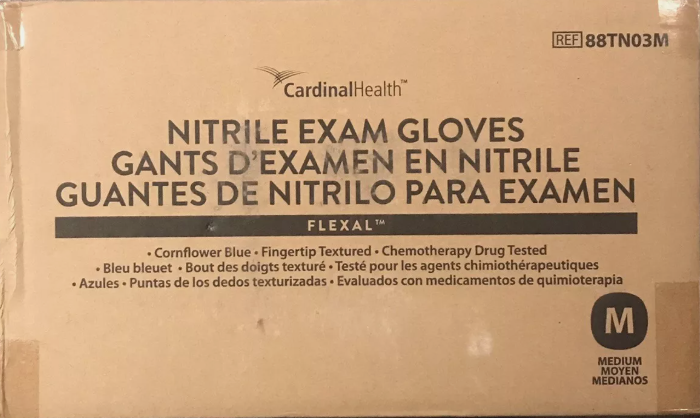 REF 88TN03M
CardinalHealth™
NITRILE EXAM GLOVES
GANTS D'EXAMEN EN NITRILE
GUANTES DE NITRILO PARA EXAMEN
FLEXAL™
• Cornflower Blue • Fingertip Textured • Chemotherapy Drug Tested
• Bleu bleuet • Bout des doigts texturé • Testé pour les agents chimiothérapeutiques
• Azules • Puntas de los dedos texturizadas • Evaluados con medicamentos de quimioterapia
M
MEDIUM
MOYEN
MEDIANOS